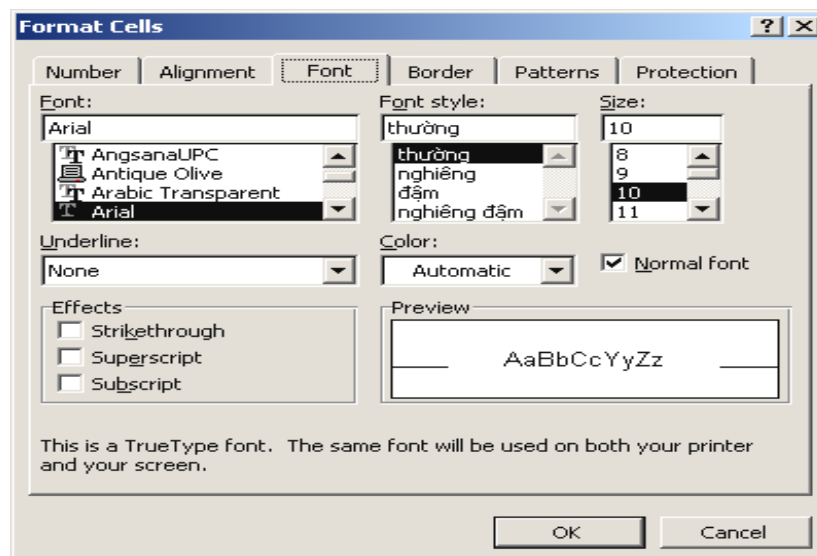 Format Cells
Number Alignment Font Border Patterns Protection
Font: Font style: Size:
Arial thường 10
AngsanaUPC thường 8
Antique Olive nghiêng 9
Arabic Transparent đậm 10
Arial nghiêng đậm 11
Underline: Color:
None Automatic Normal font
Effects Preview
Strikethrough
Superscript AaBbCcYyZz
Subscript
This is a TrueType font. The same font will be used on both your printer
and your screen.
OK Cancel